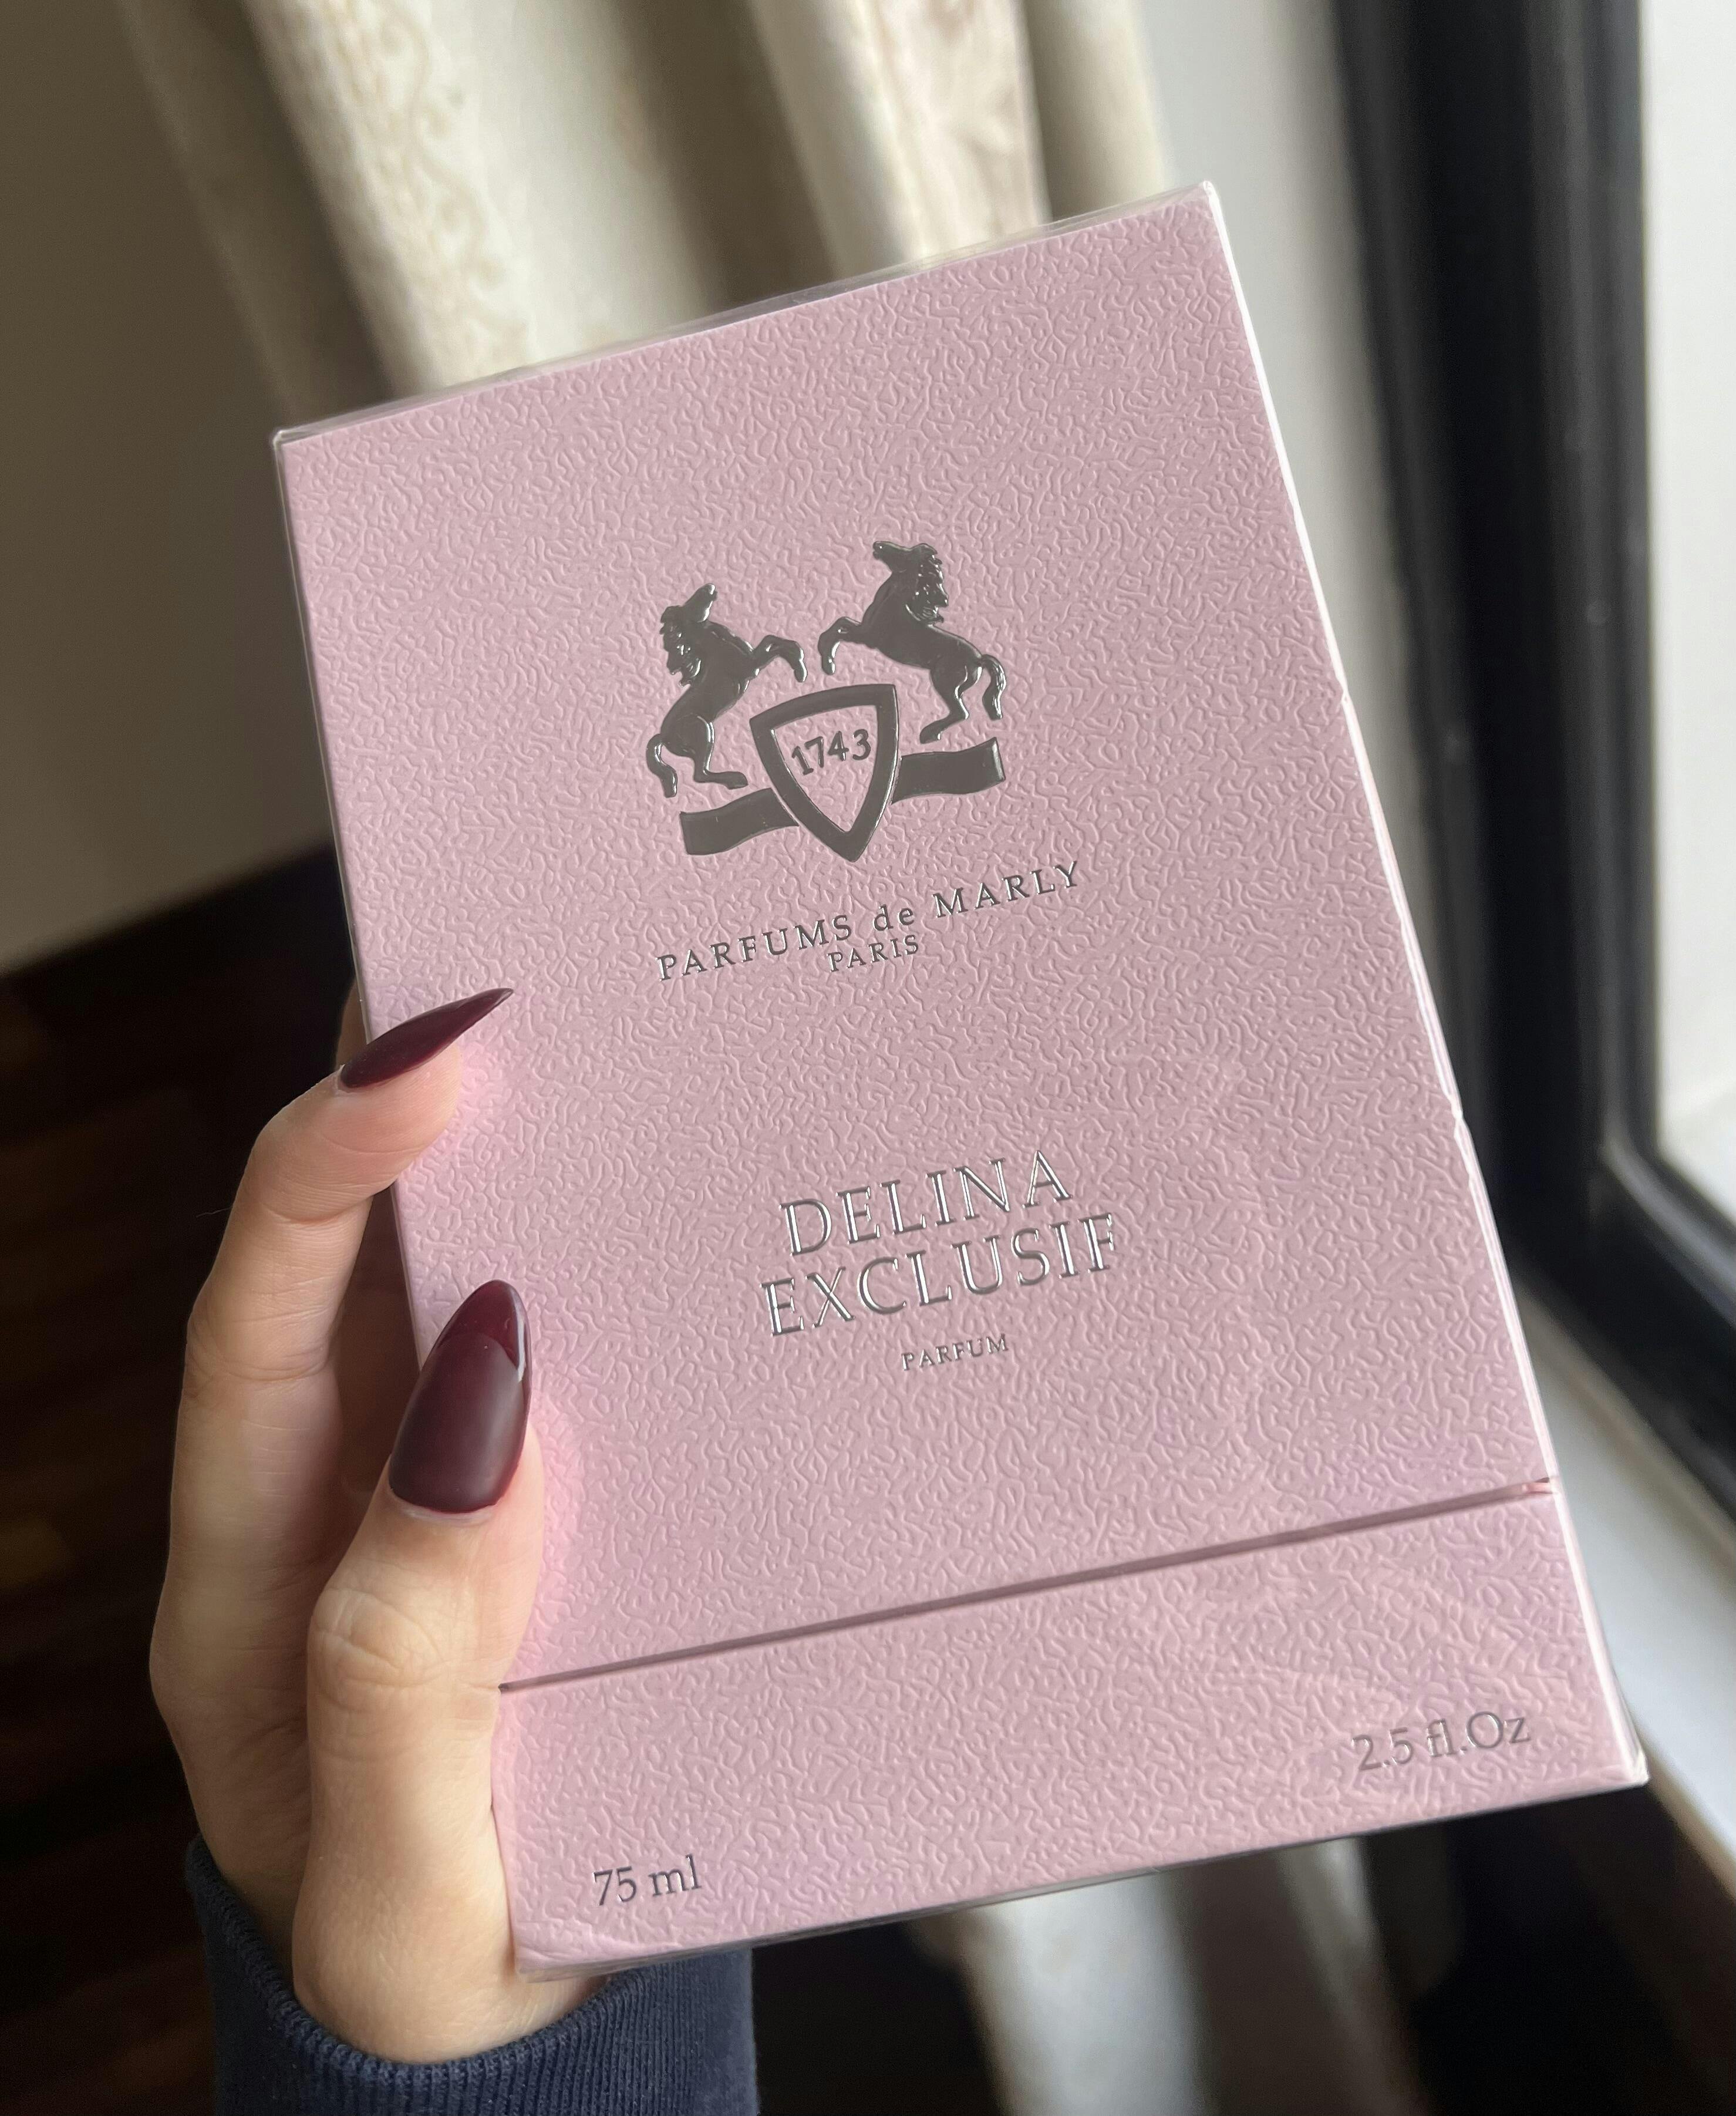 1743
PARFUMS de MARLY
PARIS
DELINA
EXCLUSIF
PARFUM
75 ml
2.5 fl.Oz